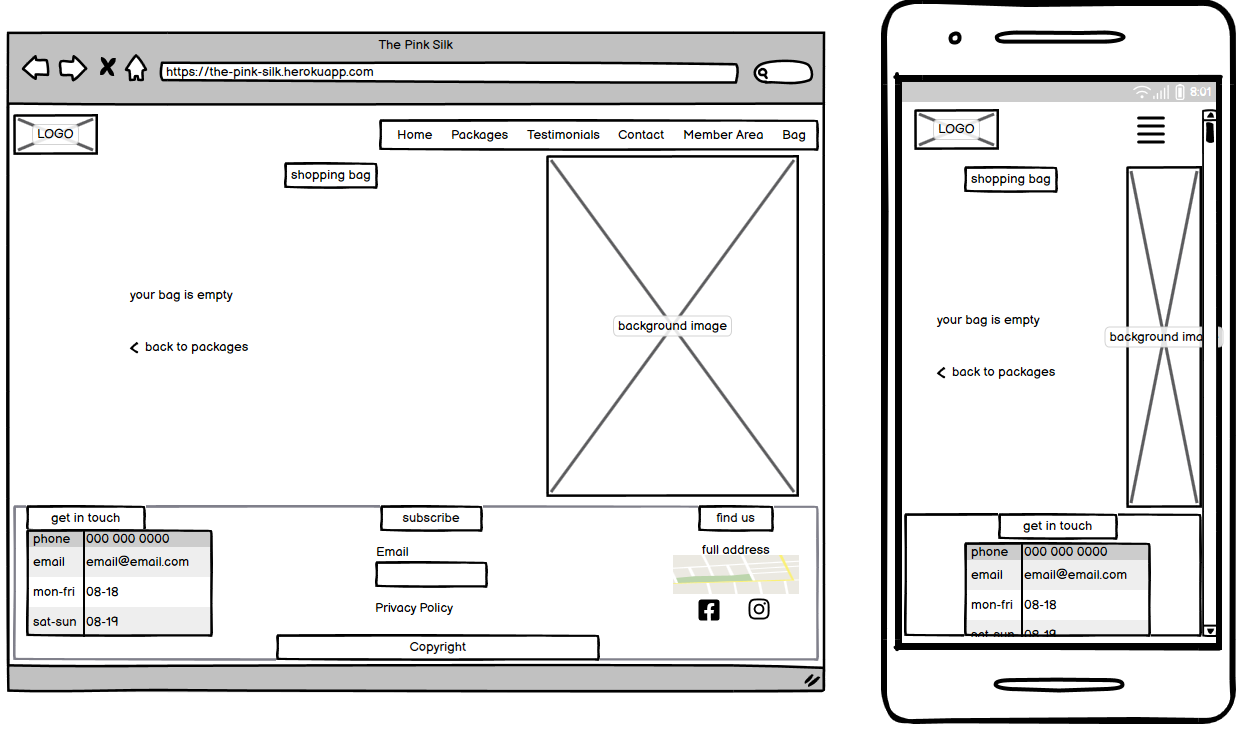 The Pink Silk
https://the-pink-silk.herokuapp.com
LOGO
Home Packages Testimonials Contact Member Area Bag
shopping bag
your bag is empty
back to packages
background image
get in touch
phone 000 000 0000
email email@email.com
mon-fri 08-18
sat-sun 08-19
subscribe
Email
Privacy Policy
find us
full address
Copyright
8:01
LOGO
shopping bag
your bag is empty
back to packages
background ima
get in touch
phone 000 000 0000
email email@email.com
mon-fri 08-18
sat-sun 08-19